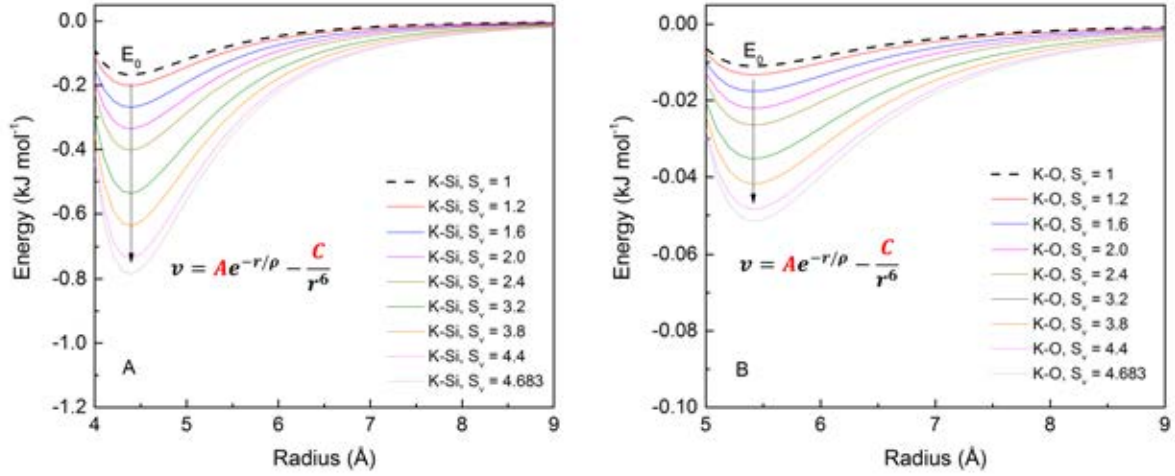 0.0
-0.2
-0.4
-0.6
-0.8
-1.0
-1.2
Energy (kJ mol⁻¹)
E₀
K-Si, Sᵥ = 1
K-Si, Sᵥ = 1.2
K-Si, Sᵥ = 1.6
K-Si, Sᵥ = 2.0
K-Si, Sᵥ = 2.4
K-Si, Sᵥ = 3.2
K-Si, Sᵥ = 3.8
K-Si, Sᵥ = 4.4
K-Si, Sᵥ = 4.683
v = Ae^(-r/ρ) − C/r⁶
A
4 5 6 7 8 9
Radius (Å)
0.00
-0.02
-0.04
-0.06
-0.08
-0.10
Energy (kJ mol⁻¹)
E₀
K-O, Sᵥ = 1
K-O, Sᵥ = 1.2
K-O, Sᵥ = 1.6
K-O, Sᵥ = 2.0
K-O, Sᵥ = 2.4
K-O, Sᵥ = 3.2
K-O, Sᵥ = 3.8
K-O, Sᵥ = 4.4
K-O, Sᵥ = 4.683
v = Ae^(-r/ρ) − C/r⁶
B
5 6 7 8 9
Radius (Å)